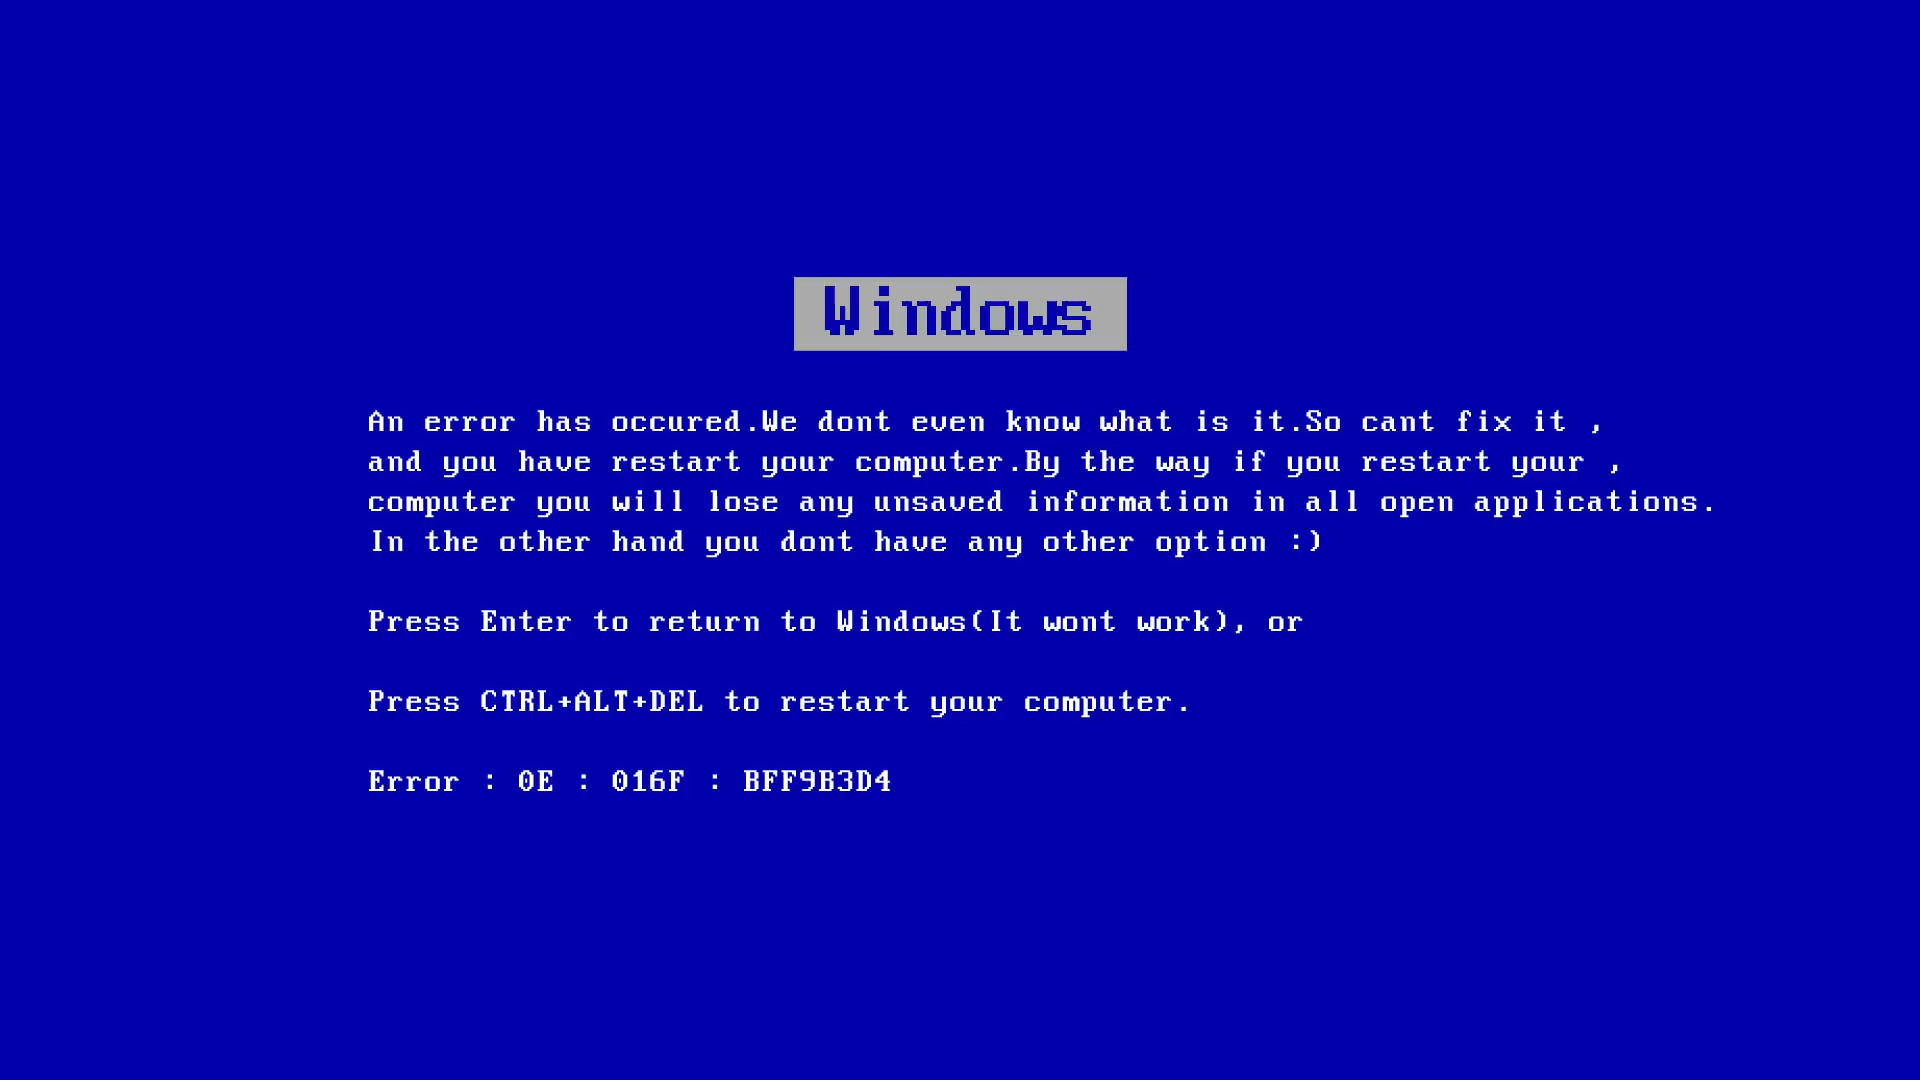 Windows
An error has occured.We dont even know what is it.So cant fix it ,
and you have restart your computer.By the way if you restart your ,
computer you will lose any unsaved information in all open applications.
In the other hand you dont have any other option :)
Press Enter to return to Windows(It wont work), or
Press CTRL+ALT+DEL to restart your computer.
Error : 0E : 016F : BFF9B3D4